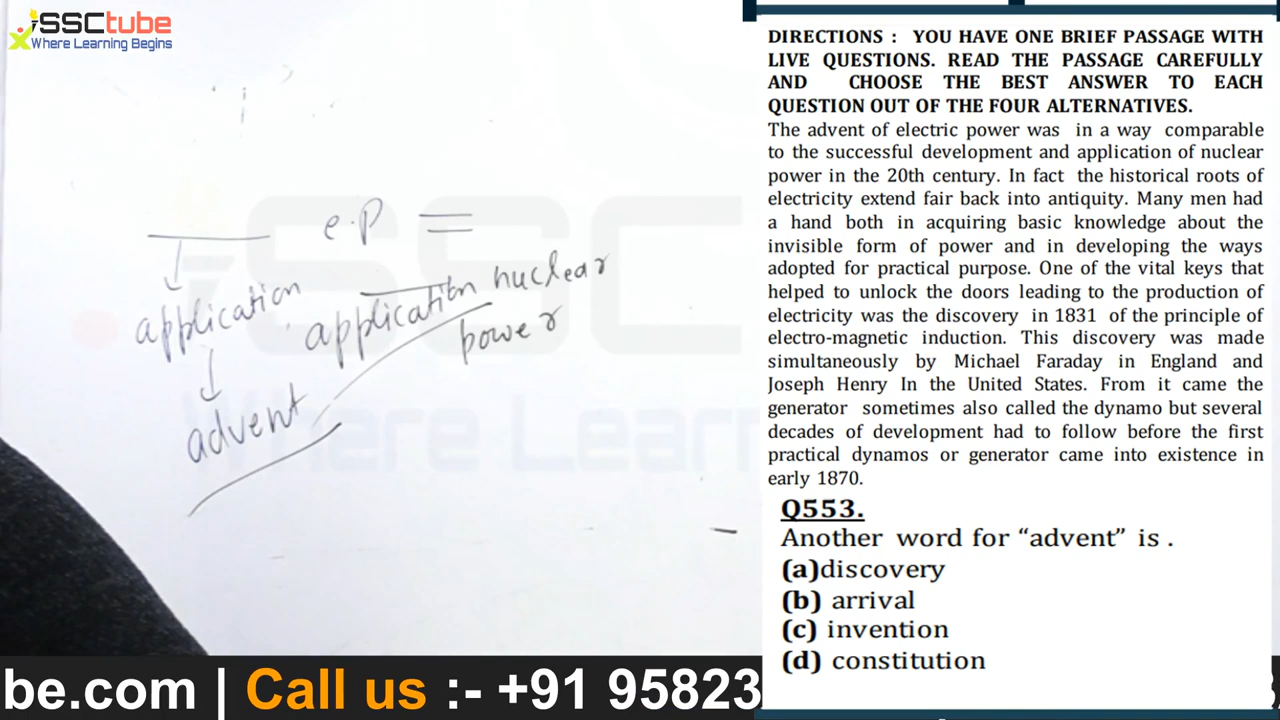 SSCtube
Where Learning Begins
e.p =
application
application nuclear
power
advent
Where Learn
DIRECTIONS : YOU HAVE ONE BRIEF PASSAGE WITH
LIVE QUESTIONS. READ THE PASSAGE CAREFULLY
AND CHOOSE THE BEST ANSWER TO EACH
QUESTION OUT OF THE FOUR ALTERNATIVES.
The advent of electric power was in a way comparable
to the successful development and application of nuclear
power in the 20th century. In fact the historical roots of
electricity extend fair back into antiquity. Many men had
a hand both in acquiring basic knowledge about the
invisible form of power and in developing the ways
adopted for practical purpose. One of the vital keys that
helped to unlock the doors leading to the production of
electricity was the discovery in 1831 of the principle of
electro-magnetic induction. This discovery was made
simultaneously by Michael Faraday in England and
Joseph Henry In the United States. From it came the
generator sometimes also called the dynamo but several
decades of development had to follow before the first
practical dynamos or generator came into existence in
early 1870.
Q553.
Another word for “advent” is .
(a)discovery
(b) arrival
(c) invention
(d) constitution
be.com | Call us :- +91 95823